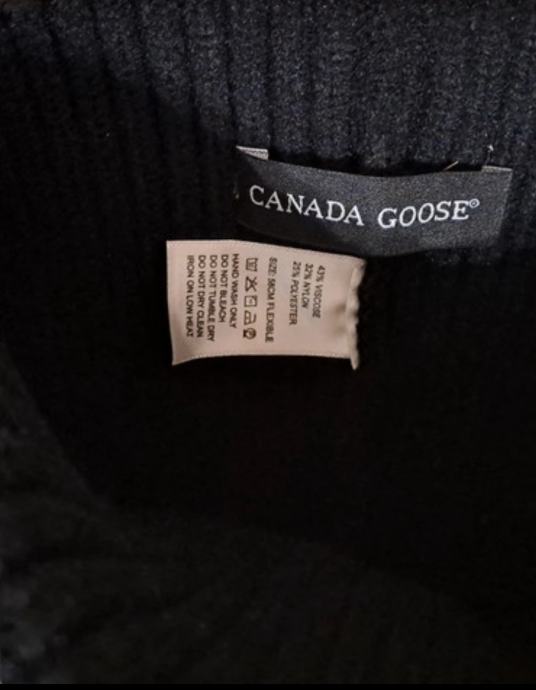 CANADA GOOSE®
43% VISCOSE
32% NYLON
25% POLYESTER
SIZE: 58CM FLEXIBLE
HAND WASH ONLY
DO NOT BLEACH
DO NOT TUMBLE DRY
DO NOT DRY CLEAN
IRON ON LOW HEAT